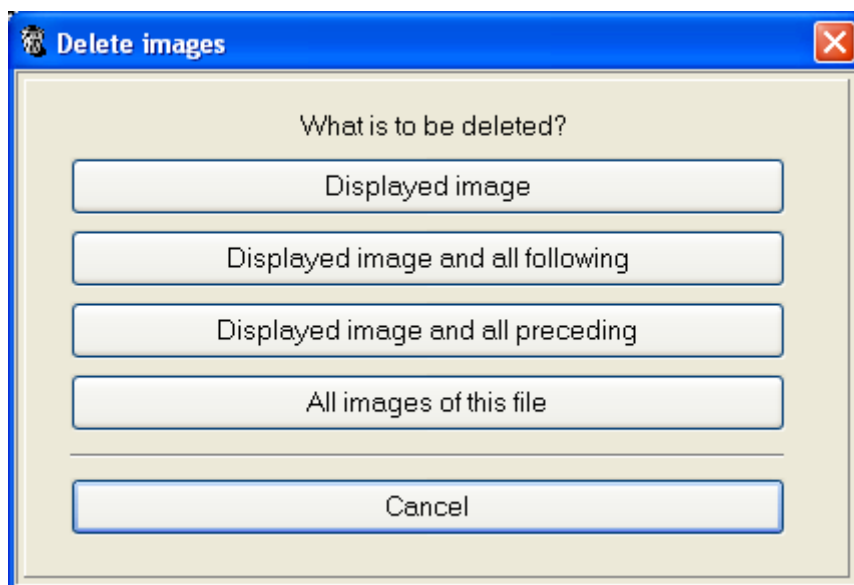 Delete images
What is to be deleted?
Displayed image
Displayed image and all following
Displayed image and all preceding
All images of this file
Cancel